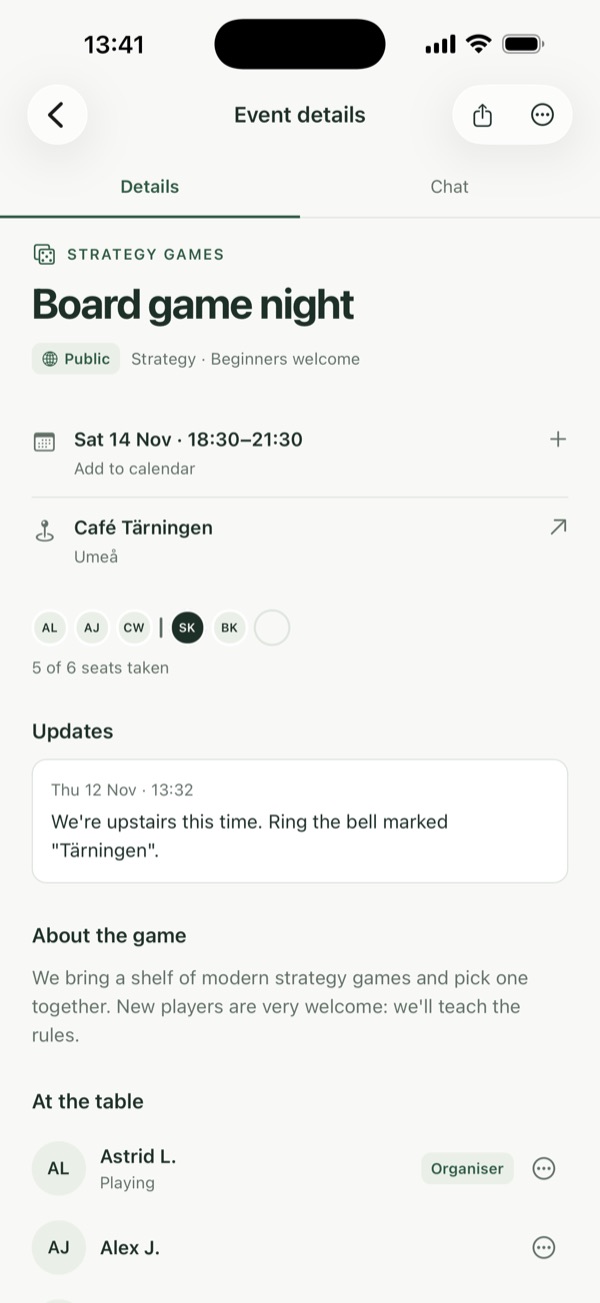 13:41
Event details
Details
Chat
STRATEGY GAMES
Board game night
Public
Strategy · Beginners welcome
Sat 14 Nov · 18:30–21:30
Add to calendar
Café Tärningen
Umeå
AL AJ CW | SK BK
5 of 6 seats taken
Updates
Thu 12 Nov · 13:32
We're upstairs this time. Ring the bell marked
"Tärningen".
About the game
We bring a shelf of modern strategy games and pick one
together. New players are very welcome: we'll teach the
rules.
At the table
AL
Astrid L.
Playing
Organiser
AJ
Alex J.